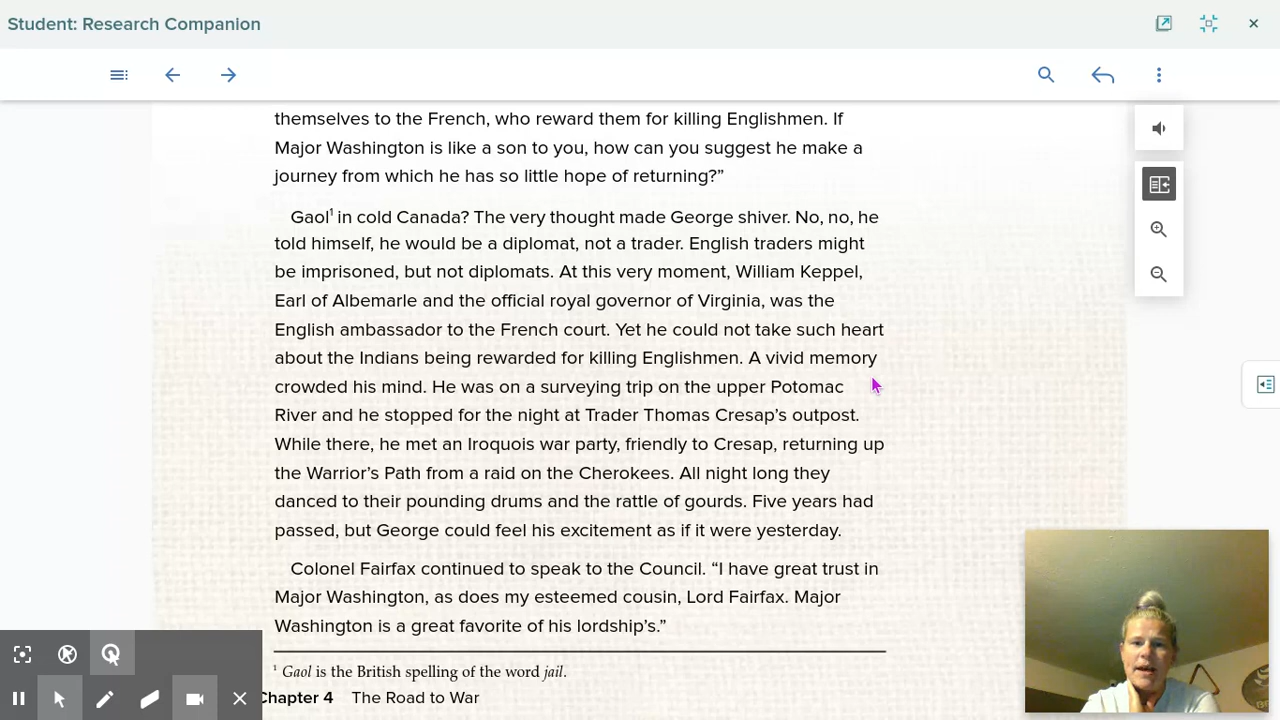 Student: Research Companion
themselves to the French, who reward them for killing Englishmen. If
Major Washington is like a son to you, how can you suggest he make a
journey from which he has so little hope of returning?”
Gaol¹ in cold Canada? The very thought made George shiver. No, no, he
told himself, he would be a diplomat, not a trader. English traders might
be imprisoned, but not diplomats. At this very moment, William Keppel,
Earl of Albemarle and the official royal governor of Virginia, was the
English ambassador to the French court. Yet he could not take such heart
about the Indians being rewarded for killing Englishmen. A vivid memory
crowded his mind. He was on a surveying trip on the upper Potomac
River and he stopped for the night at Trader Thomas Cresap’s outpost.
While there, he met an Iroquois war party, friendly to Cresap, returning up
the Warrior’s Path from a raid on the Cherokees. All night long they
danced to their pounding drums and the rattle of gourds. Five years had
passed, but George could feel his excitement as if it were yesterday.
Colonel Fairfax continued to speak to the Council. “I have great trust in
Major Washington, as does my esteemed cousin, Lord Fairfax. Major
Washington is a great favorite of his lordship’s.”
¹ Gaol is the British spelling of the word jail.
Chapter 4 The Road to War